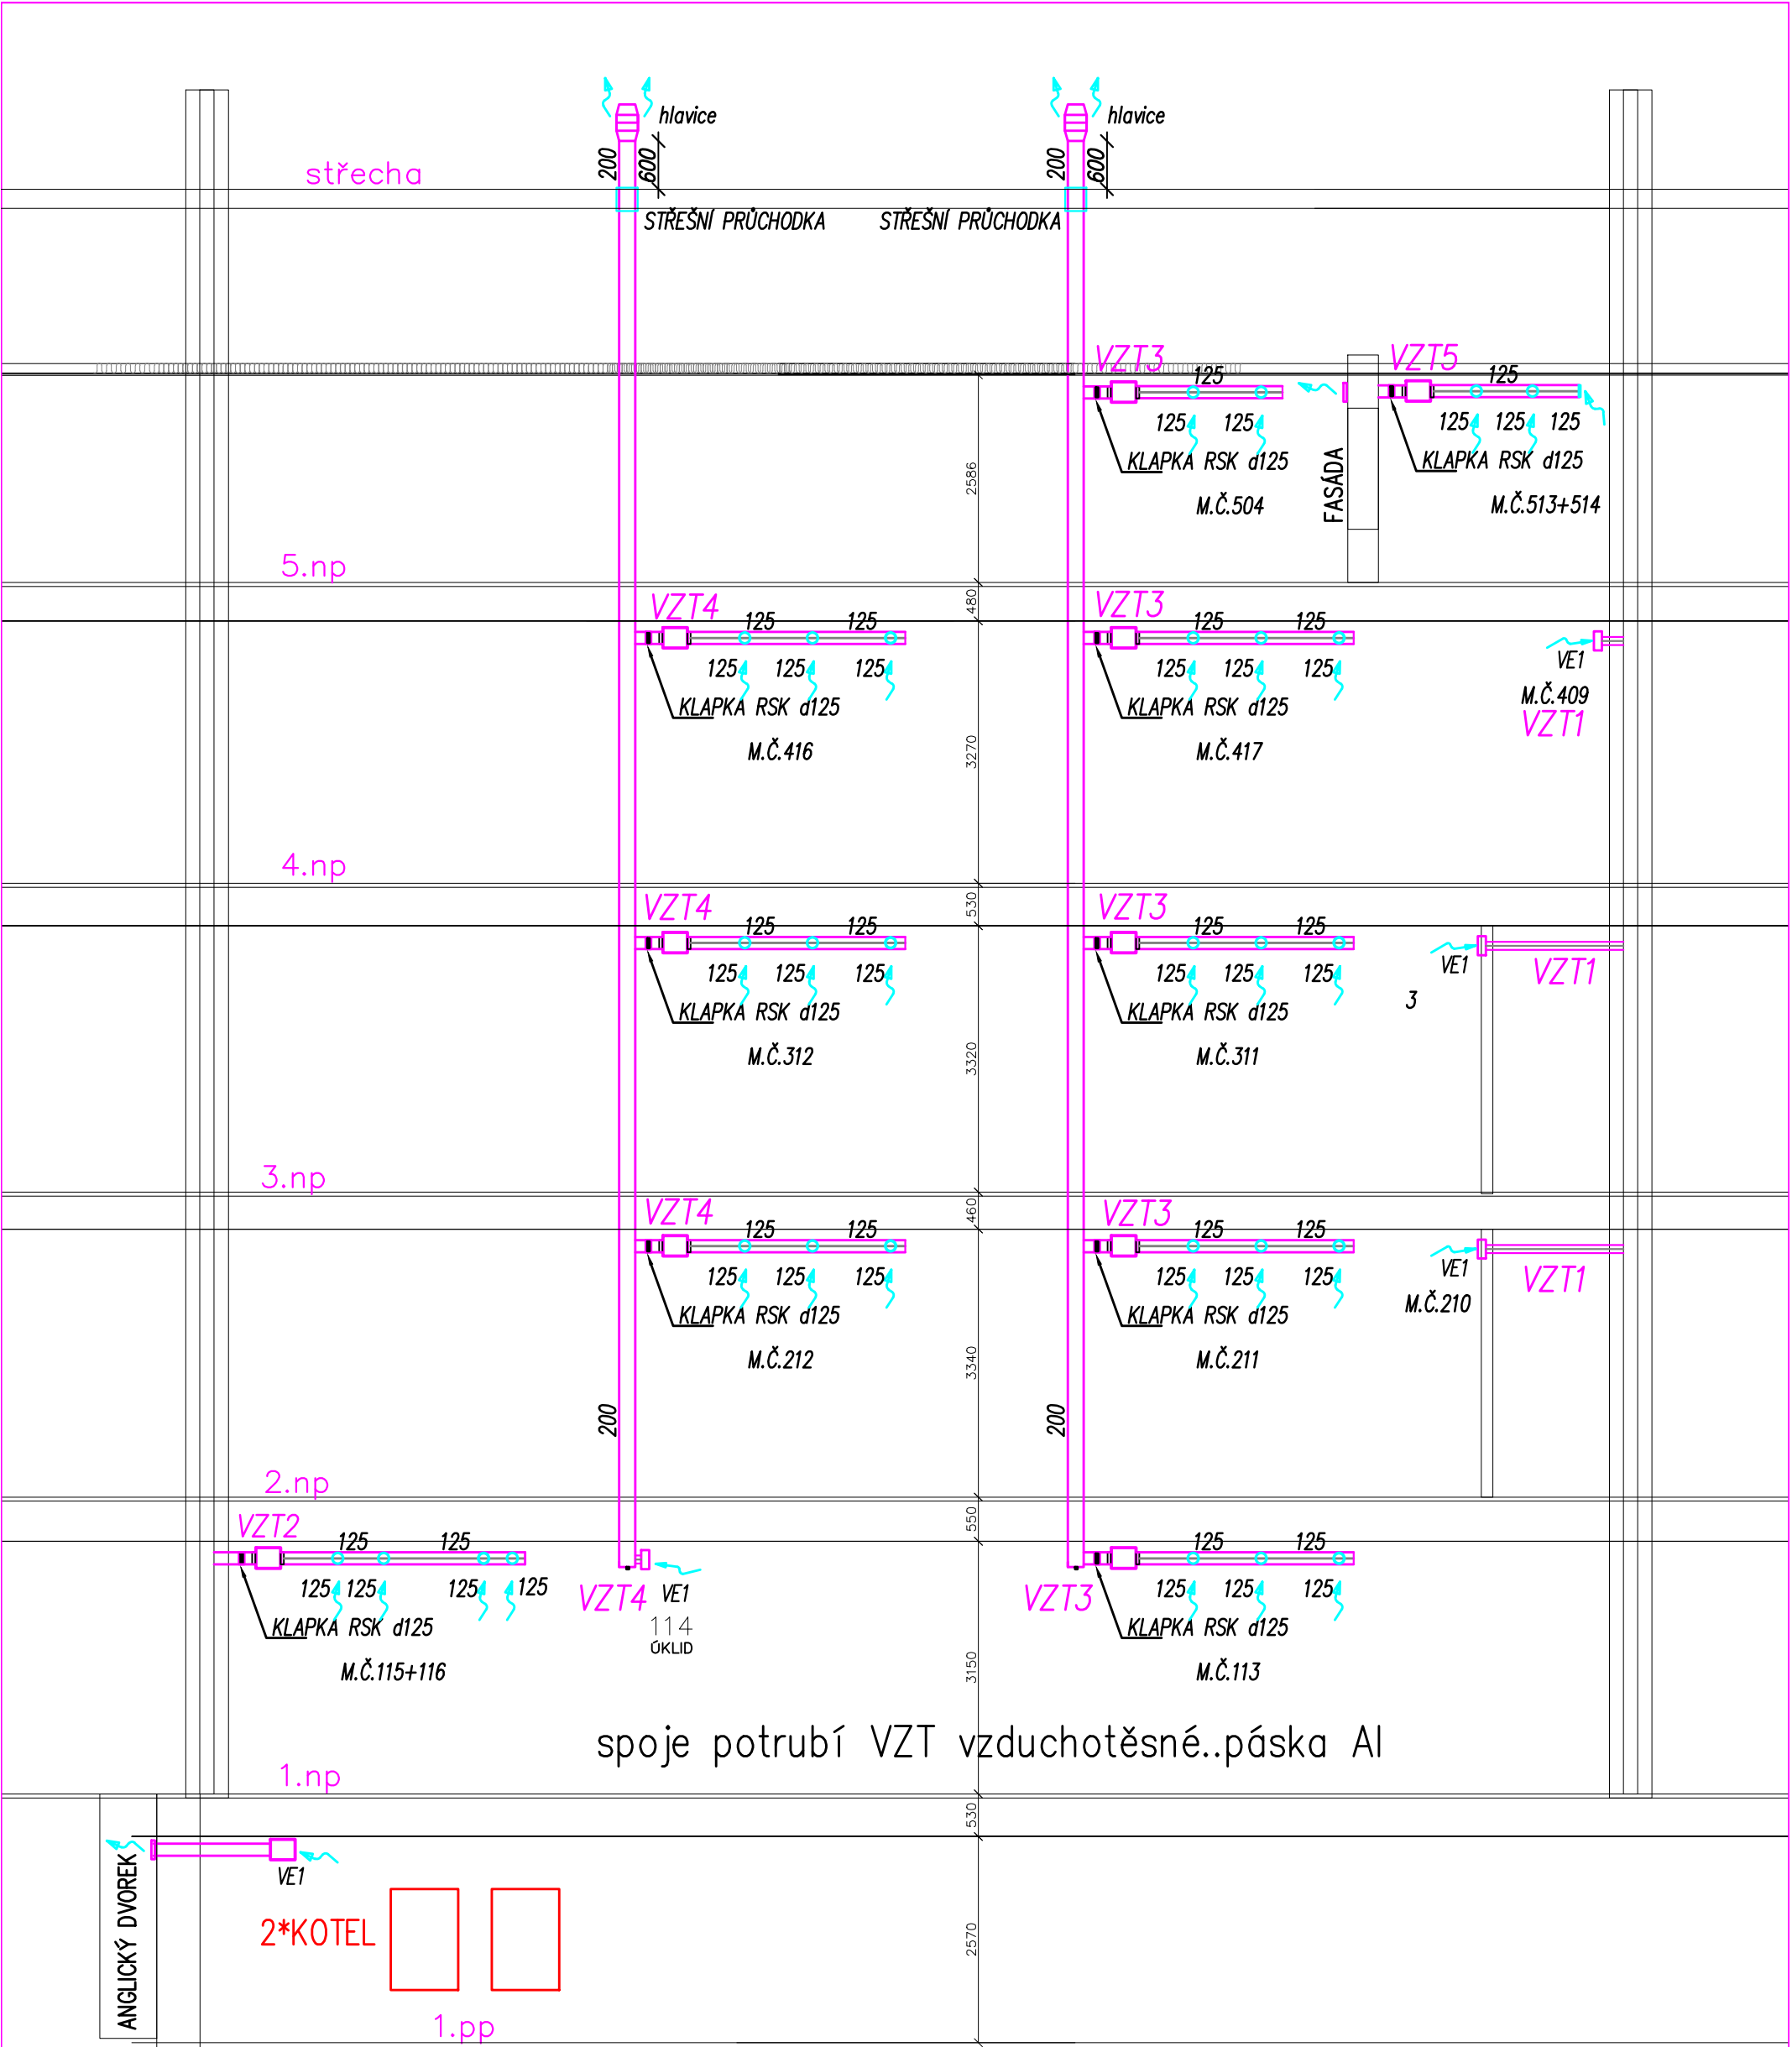 hlavice
hlavice
200
600
200
600
střecha
STŘEŠNÍ PRŮCHODKA
STŘEŠNÍ PRŮCHODKA
VZT3
VZT5
125
125
125
125
125
125
125
KLAPKA RSK d125
KLAPKA RSK d125
2586
FASÁDA
M.Č.504
M.Č.513+514
5.np
480
VZT4
VZT3
125
125
125
125
125
125
125
125
125
125
VE1
KLAPKA RSK d125
KLAPKA RSK d125
M.Č.409
VZT1
M.Č.416
M.Č.417
3270
4.np
530
VZT4
VZT3
125
125
125
125
125
125
125
125
125
125
VE1
VZT1
KLAPKA RSK d125
KLAPKA RSK d125
3
M.Č.312
M.Č.311
3320
3.np
460
VZT4
VZT3
125
125
125
125
125
125
125
125
125
125
VE1
VZT1
KLAPKA RSK d125
KLAPKA RSK d125
M.Č.210
M.Č.212
M.Č.211
3340
200
200
2.np
550
VZT2
125
125
125
125
125
125
125
125
125
125
125
VZT4
VE1
VZT3
KLAPKA RSK d125
114
ÚKLID
KLAPKA RSK d125
M.Č.115+116
M.Č.113
3150
spoje potrubí VZT vzduchotěsné..páska Al
1.np
530
VE1
ANGLICKÝ DVOREK
2*KOTEL
2570
1.pp